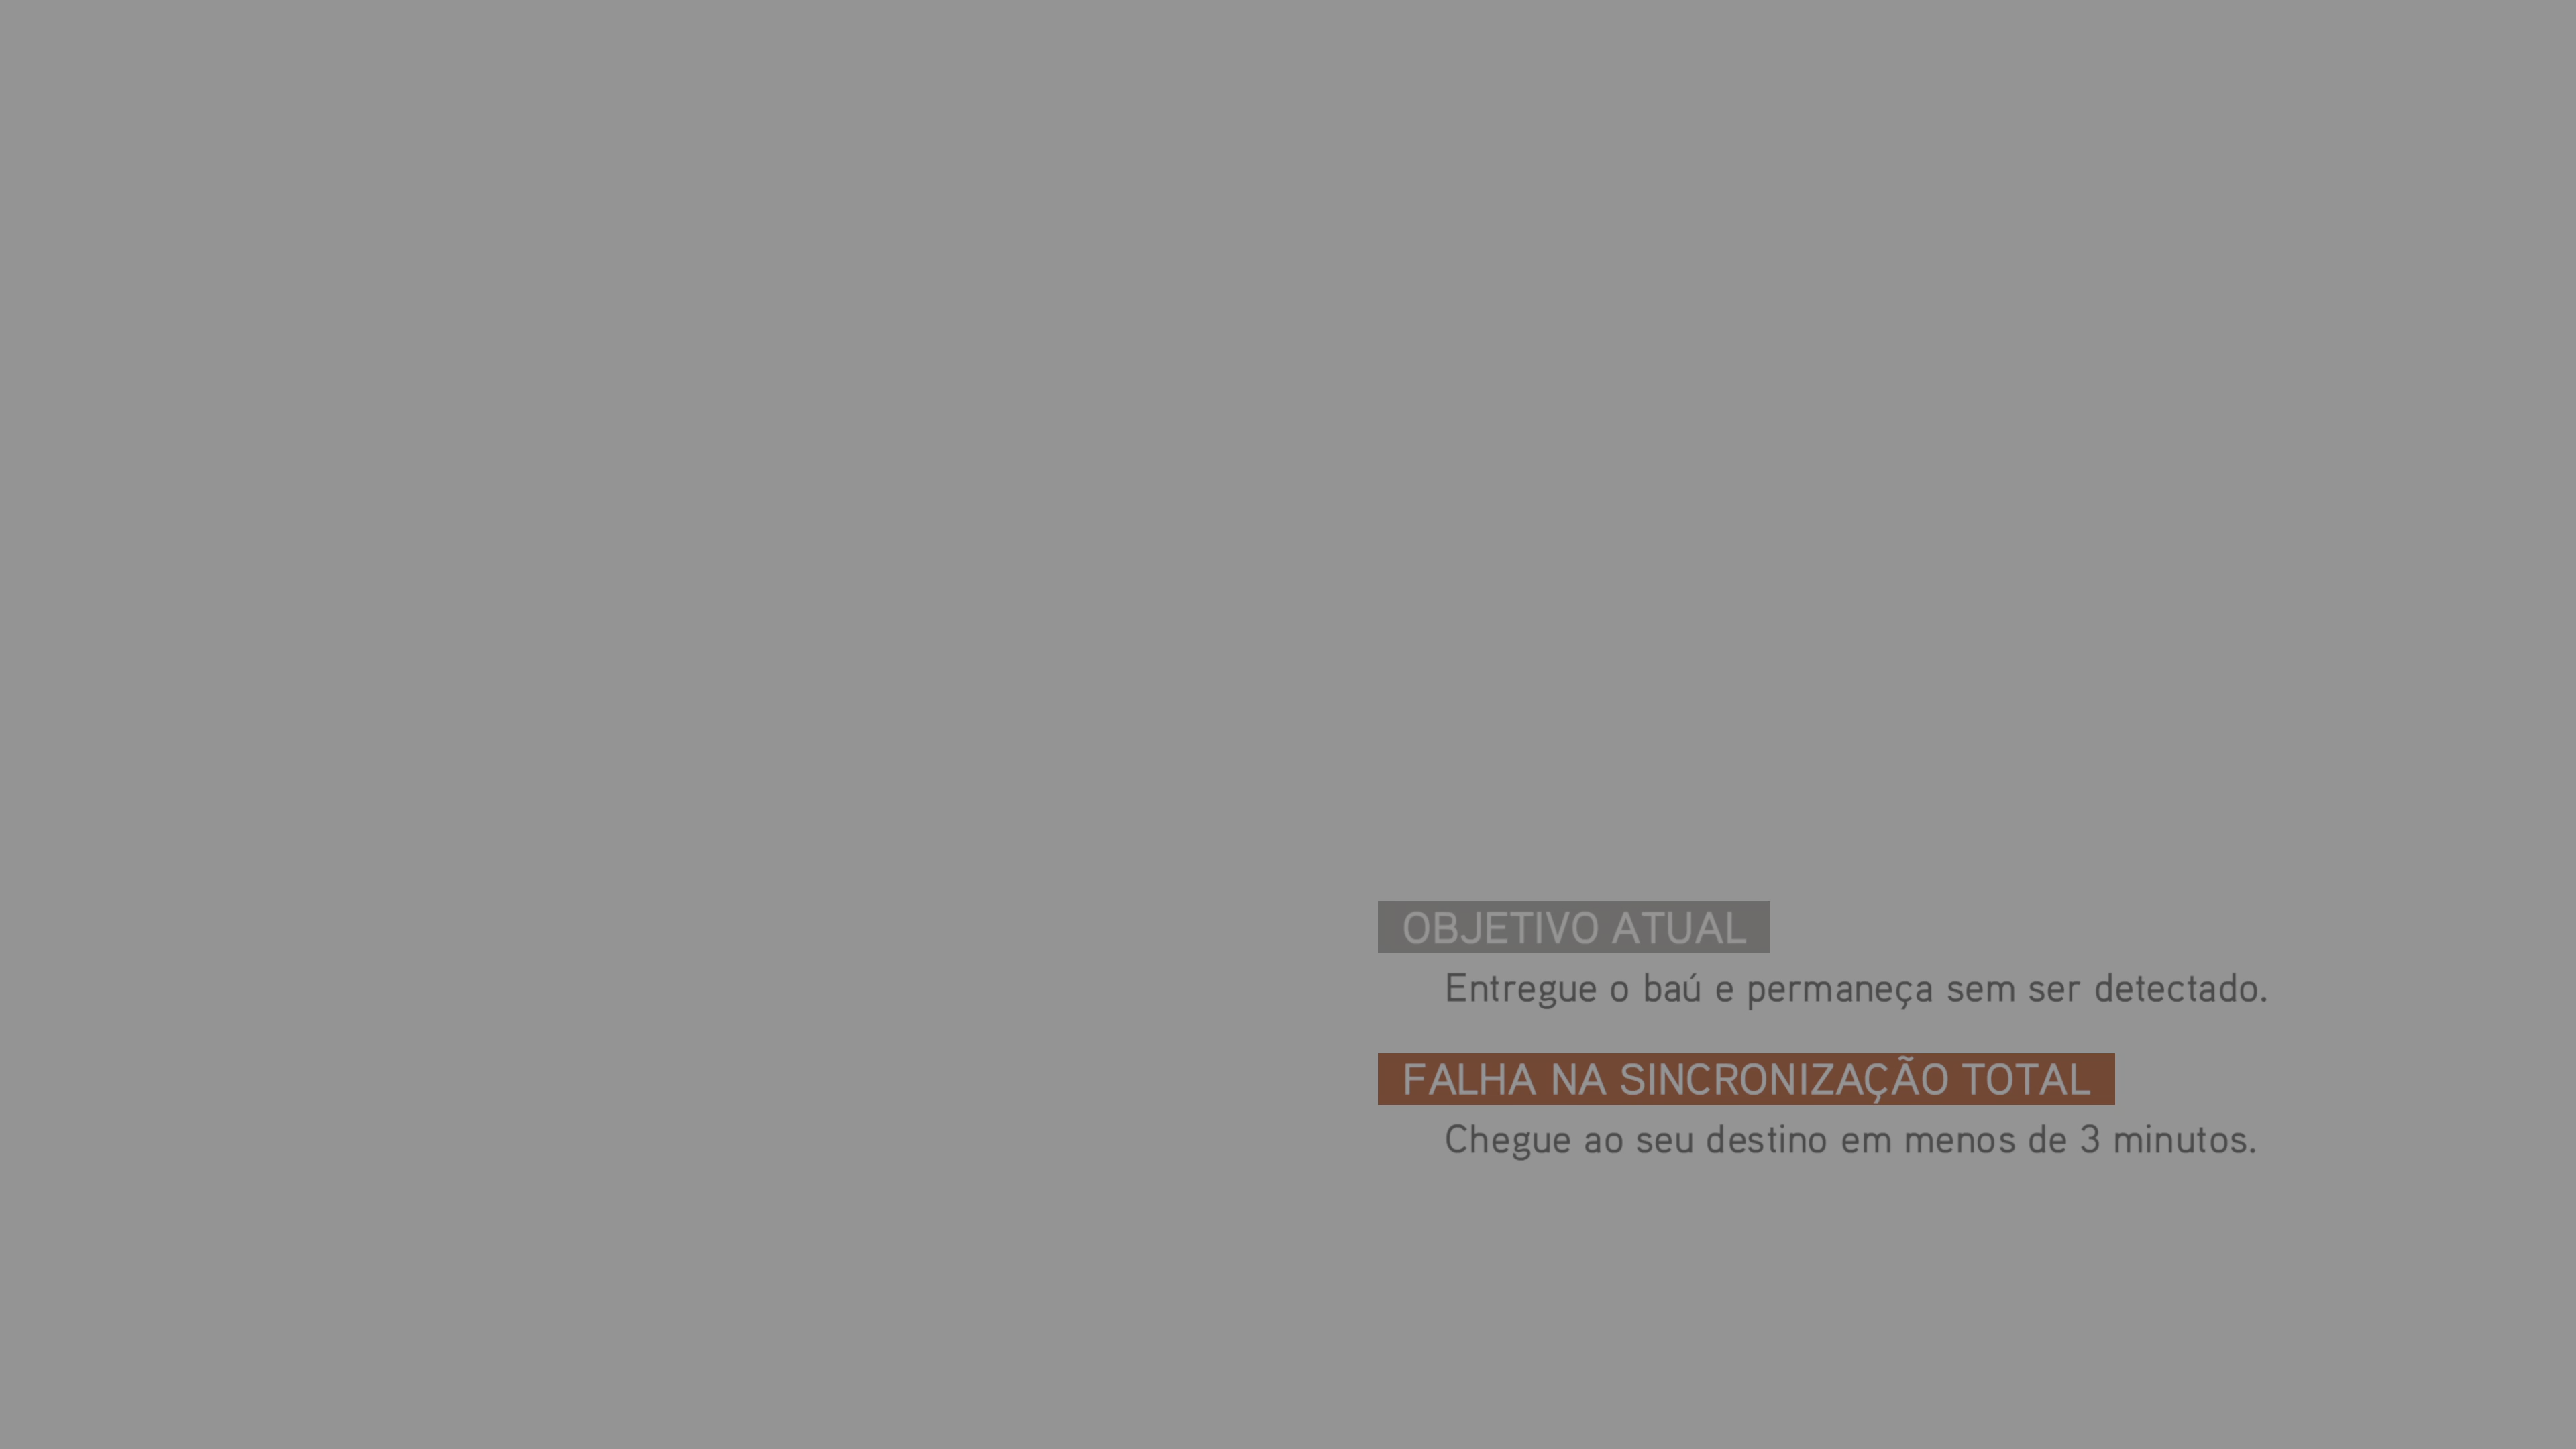 OBJETIVO ATUAL
Entregue o baú e permaneça sem ser detectado.
FALHA NA SINCRONIZAÇÃO TOTAL
Chegue ao seu destino em menos de 3 minutos.